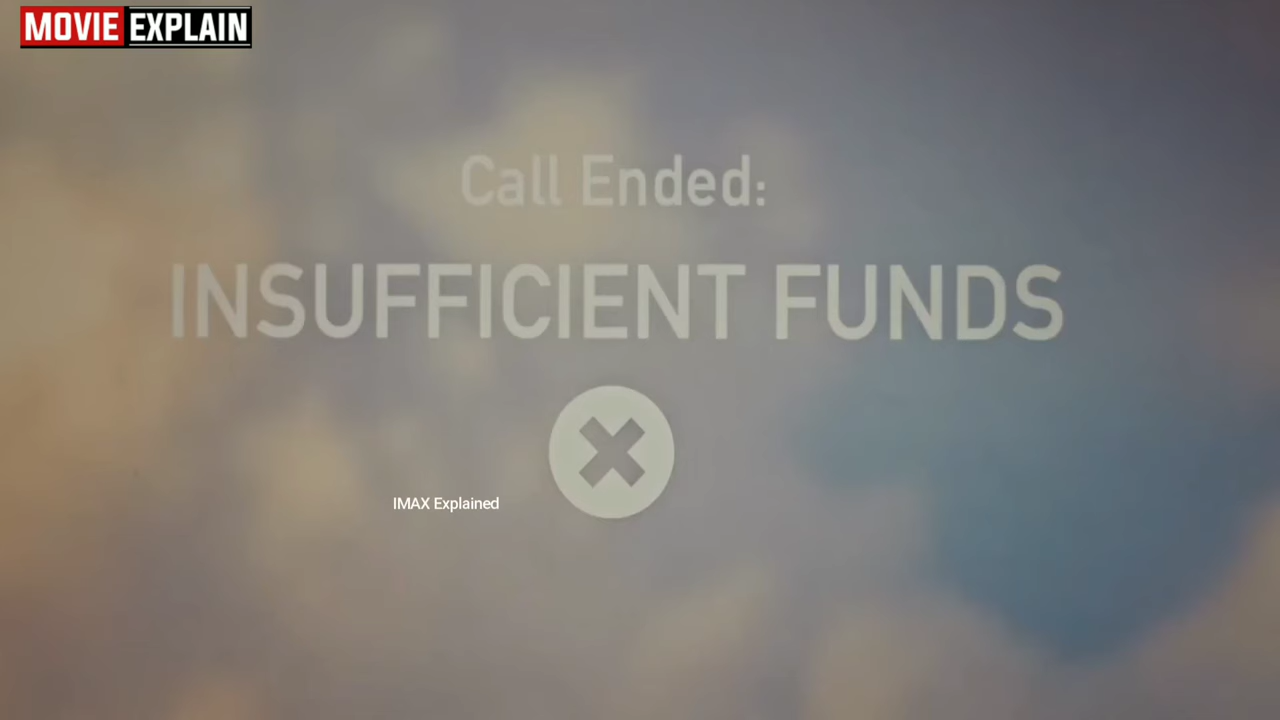 MOVIE EXPLAIN
Call Ended:
INSUFFICIENT FUNDS
IMAX Explained